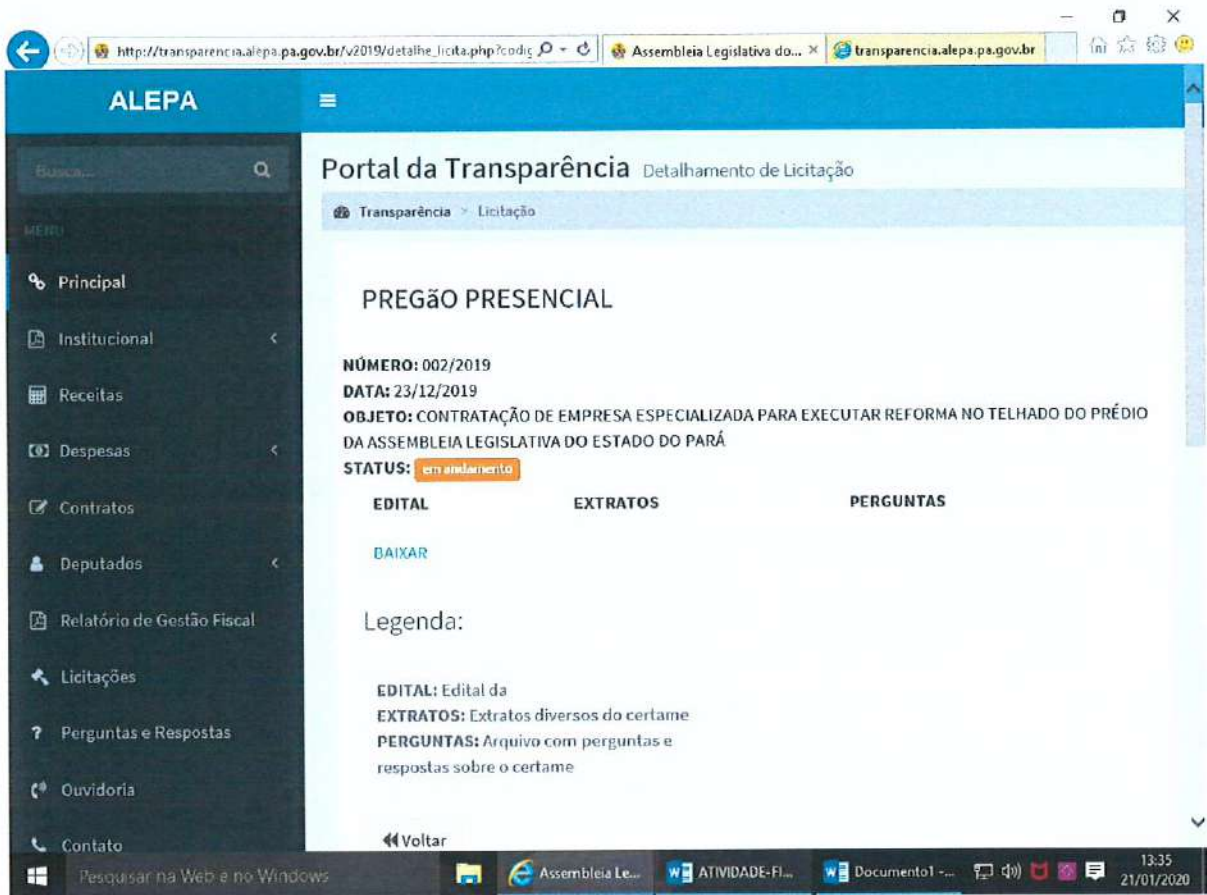 http://transparencia.alepa.pa.gov.br/v2019/detalhe_licita.php?codig
Assembleia Legislativa do...
transparencia.alepa.pa.gov.br
ALEPA
Busca...
MENU
Principal
Institucional
Receitas
Despesas
Contratos
Deputados
Relatório de Gestão Fiscal
Licitações
Perguntas e Respostas
Ouvidoria
Contato
Portal da Transparência Detalhamento de Licitação
Transparência > Licitação
PREGãO PRESENCIAL
NÚMERO: 002/2019
DATA: 23/12/2019
OBJETO: CONTRATAÇÃO DE EMPRESA ESPECIALIZADA PARA EXECUTAR REFORMA NO TELHADO DO PRÉDIO
DA ASSEMBLEIA LEGISLATIVA DO ESTADO DO PARÁ
STATUS: em andamento
EDITAL EXTRATOS PERGUNTAS
BAIXAR
Legenda:
EDITAL: Edital da
EXTRATOS: Extratos diversos do certame
PERGUNTAS: Arquivo com perguntas e
respostas sobre o certame
Voltar
Pesquisar na Web e no Windows
Assembleia Le...
ATIVIDADE-FI...
Documento1 -...
13:35
21/01/2020